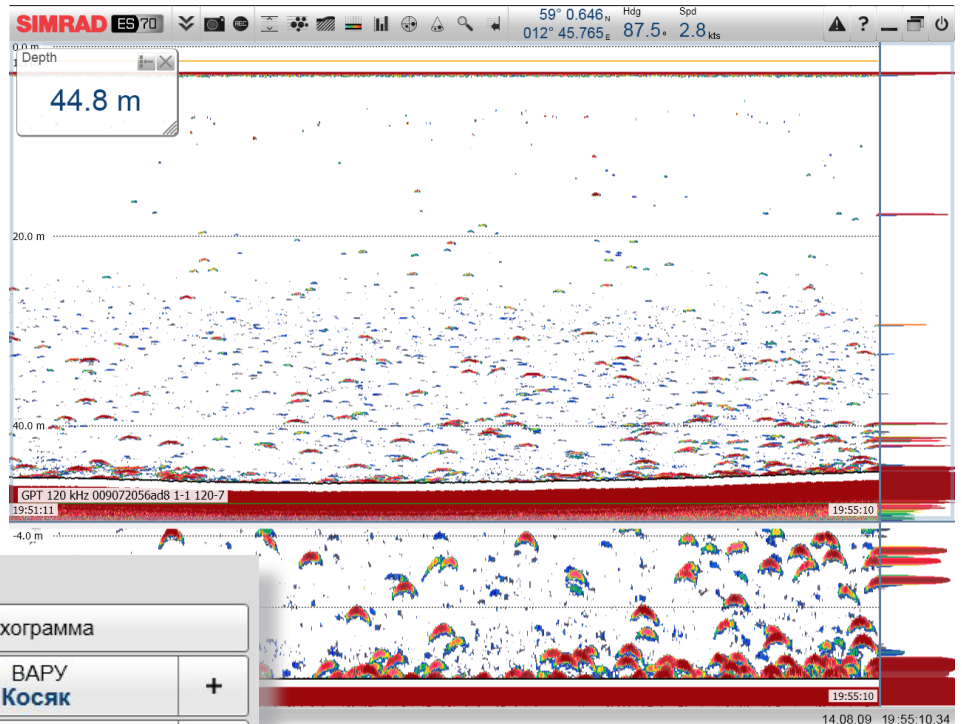 SIMRAD ES70
REC
59° 0.646 N
012° 45.765 E
Hdg
87.5°
Spd
2.8 kts
?
0.0 m
Depth
44.8 m
20.0 m
40.0 m
GPT 120 kHz 009072056ad8 1-1 120-7
19:51:11
19:55:10
-4.0 m
хограмма
ВАРУ
Косяк
+
19:55:10
14.08.09 19:55:10.34